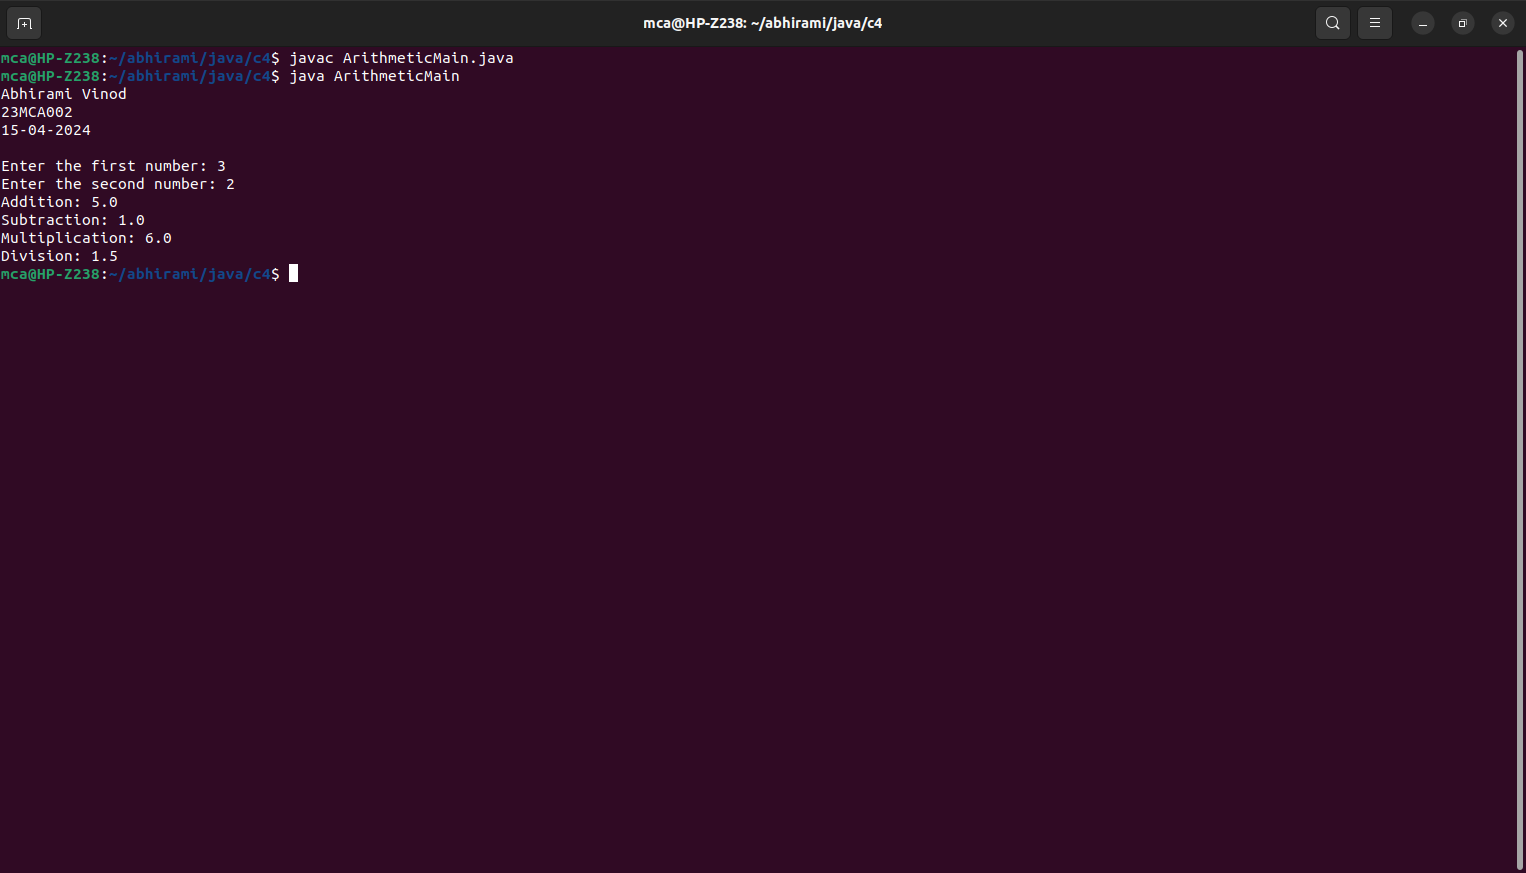 mca@HP-Z238: ~/abhirami/java/c4
mca@HP-Z238:~/abhirami/java/c4$ javac ArithmeticMain.java
mca@HP-Z238:~/abhirami/java/c4$ java ArithmeticMain
Abhirami Vinod
23MCA002
15-04-2024
Enter the first number: 3
Enter the second number: 2
Addition: 5.0
Subtraction: 1.0
Multiplication: 6.0
Division: 1.5
mca@HP-Z238:~/abhirami/java/c4$